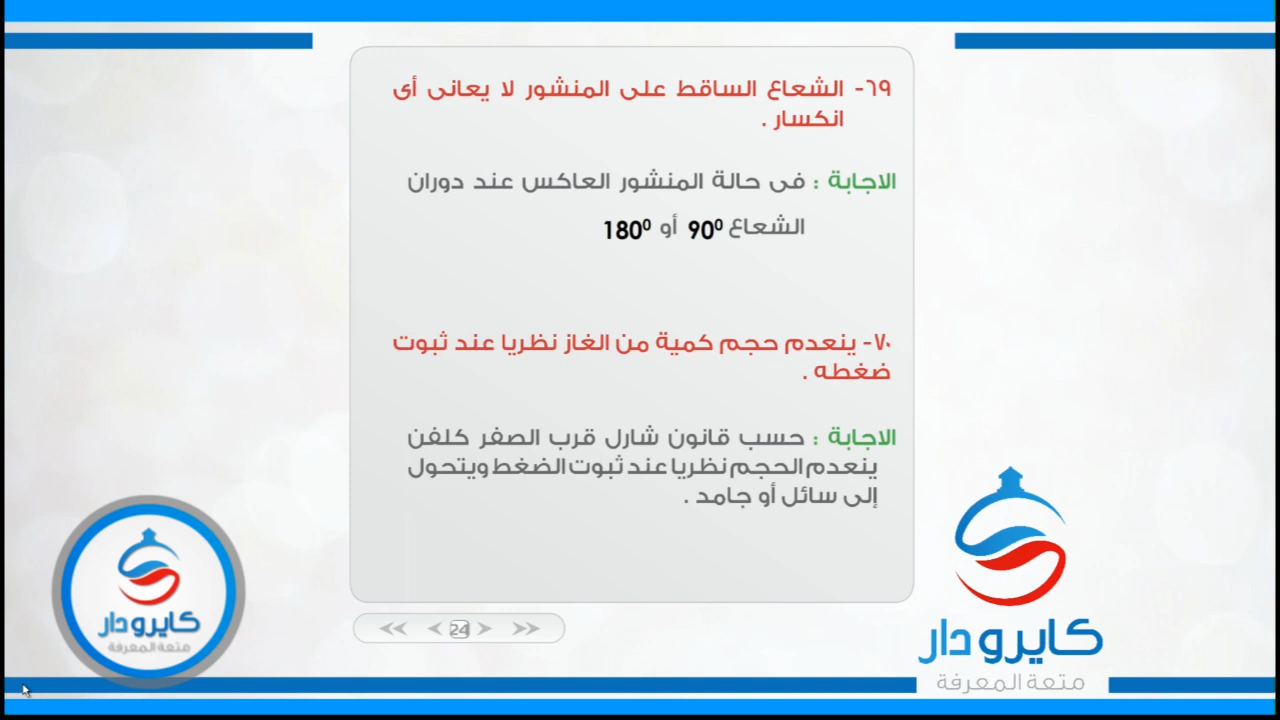 ٦٩- الشعاع الساقط على المنشور لا يعانى أى
انكسار .
الاجابة : فى حالة المنشور العاكس عند دوران
الشعاع 90⁰ أو 180⁰
٧٠- ينعدم حجم كمية من الغاز نظريا عند ثبوت
ضغطه .
الاجابة : حسب قانون شارل قرب الصفر كلفن
ينعدم الحجم نظريا عند ثبوت الضغط ويتحول
إلى سائل أو جامد .
24
كايرو دار
متعة المعرفة
كايرو دار
متعة المعرفة